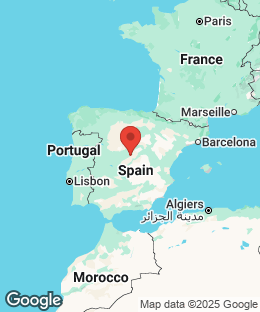 Paris
France
Marseille
Barcelona
Portugal
Lisbon
Spain
Algiers
مدينة الجزائر
Morocco
Google
Map data ©2025 Google